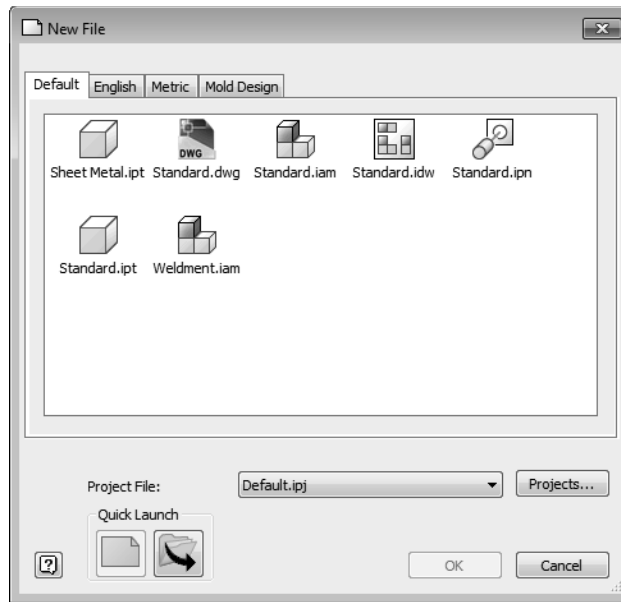 New File
Default English Metric Mold Design
Sheet Metal.ipt DWG Standard.dwg Standard.iam Standard.idw Standard.ipn
Standard.ipt Weldment.iam
Project File: Default.ipj Projects...
Quick Launch
? OK Cancel